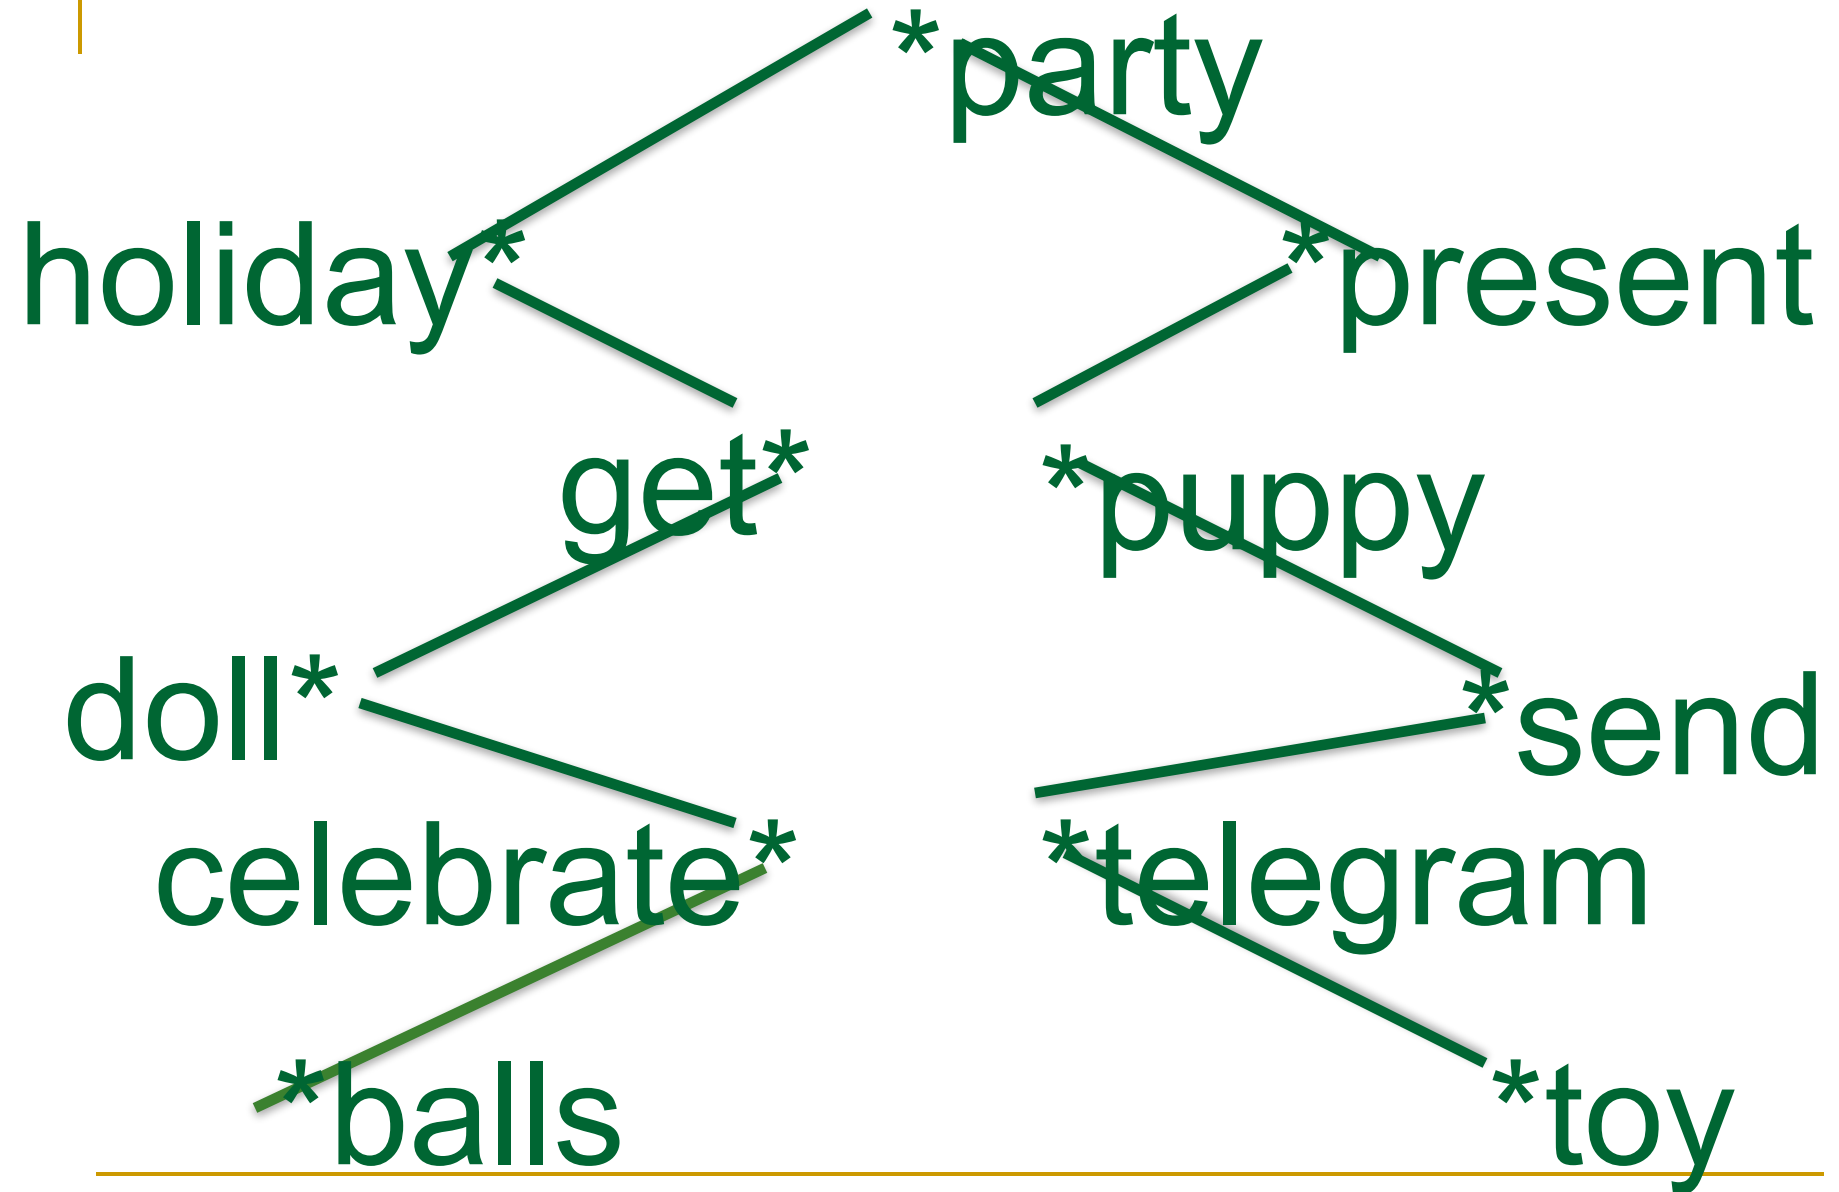 *party
holiday* *present
get* *puppy
doll* *send
celebrate* *telegram
*balls *toy